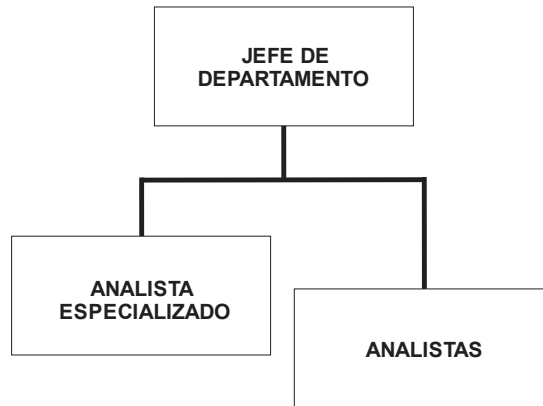 JEFE DE
DEPARTAMENTO
ANALISTA
ESPECIALIZADO
ANALISTAS